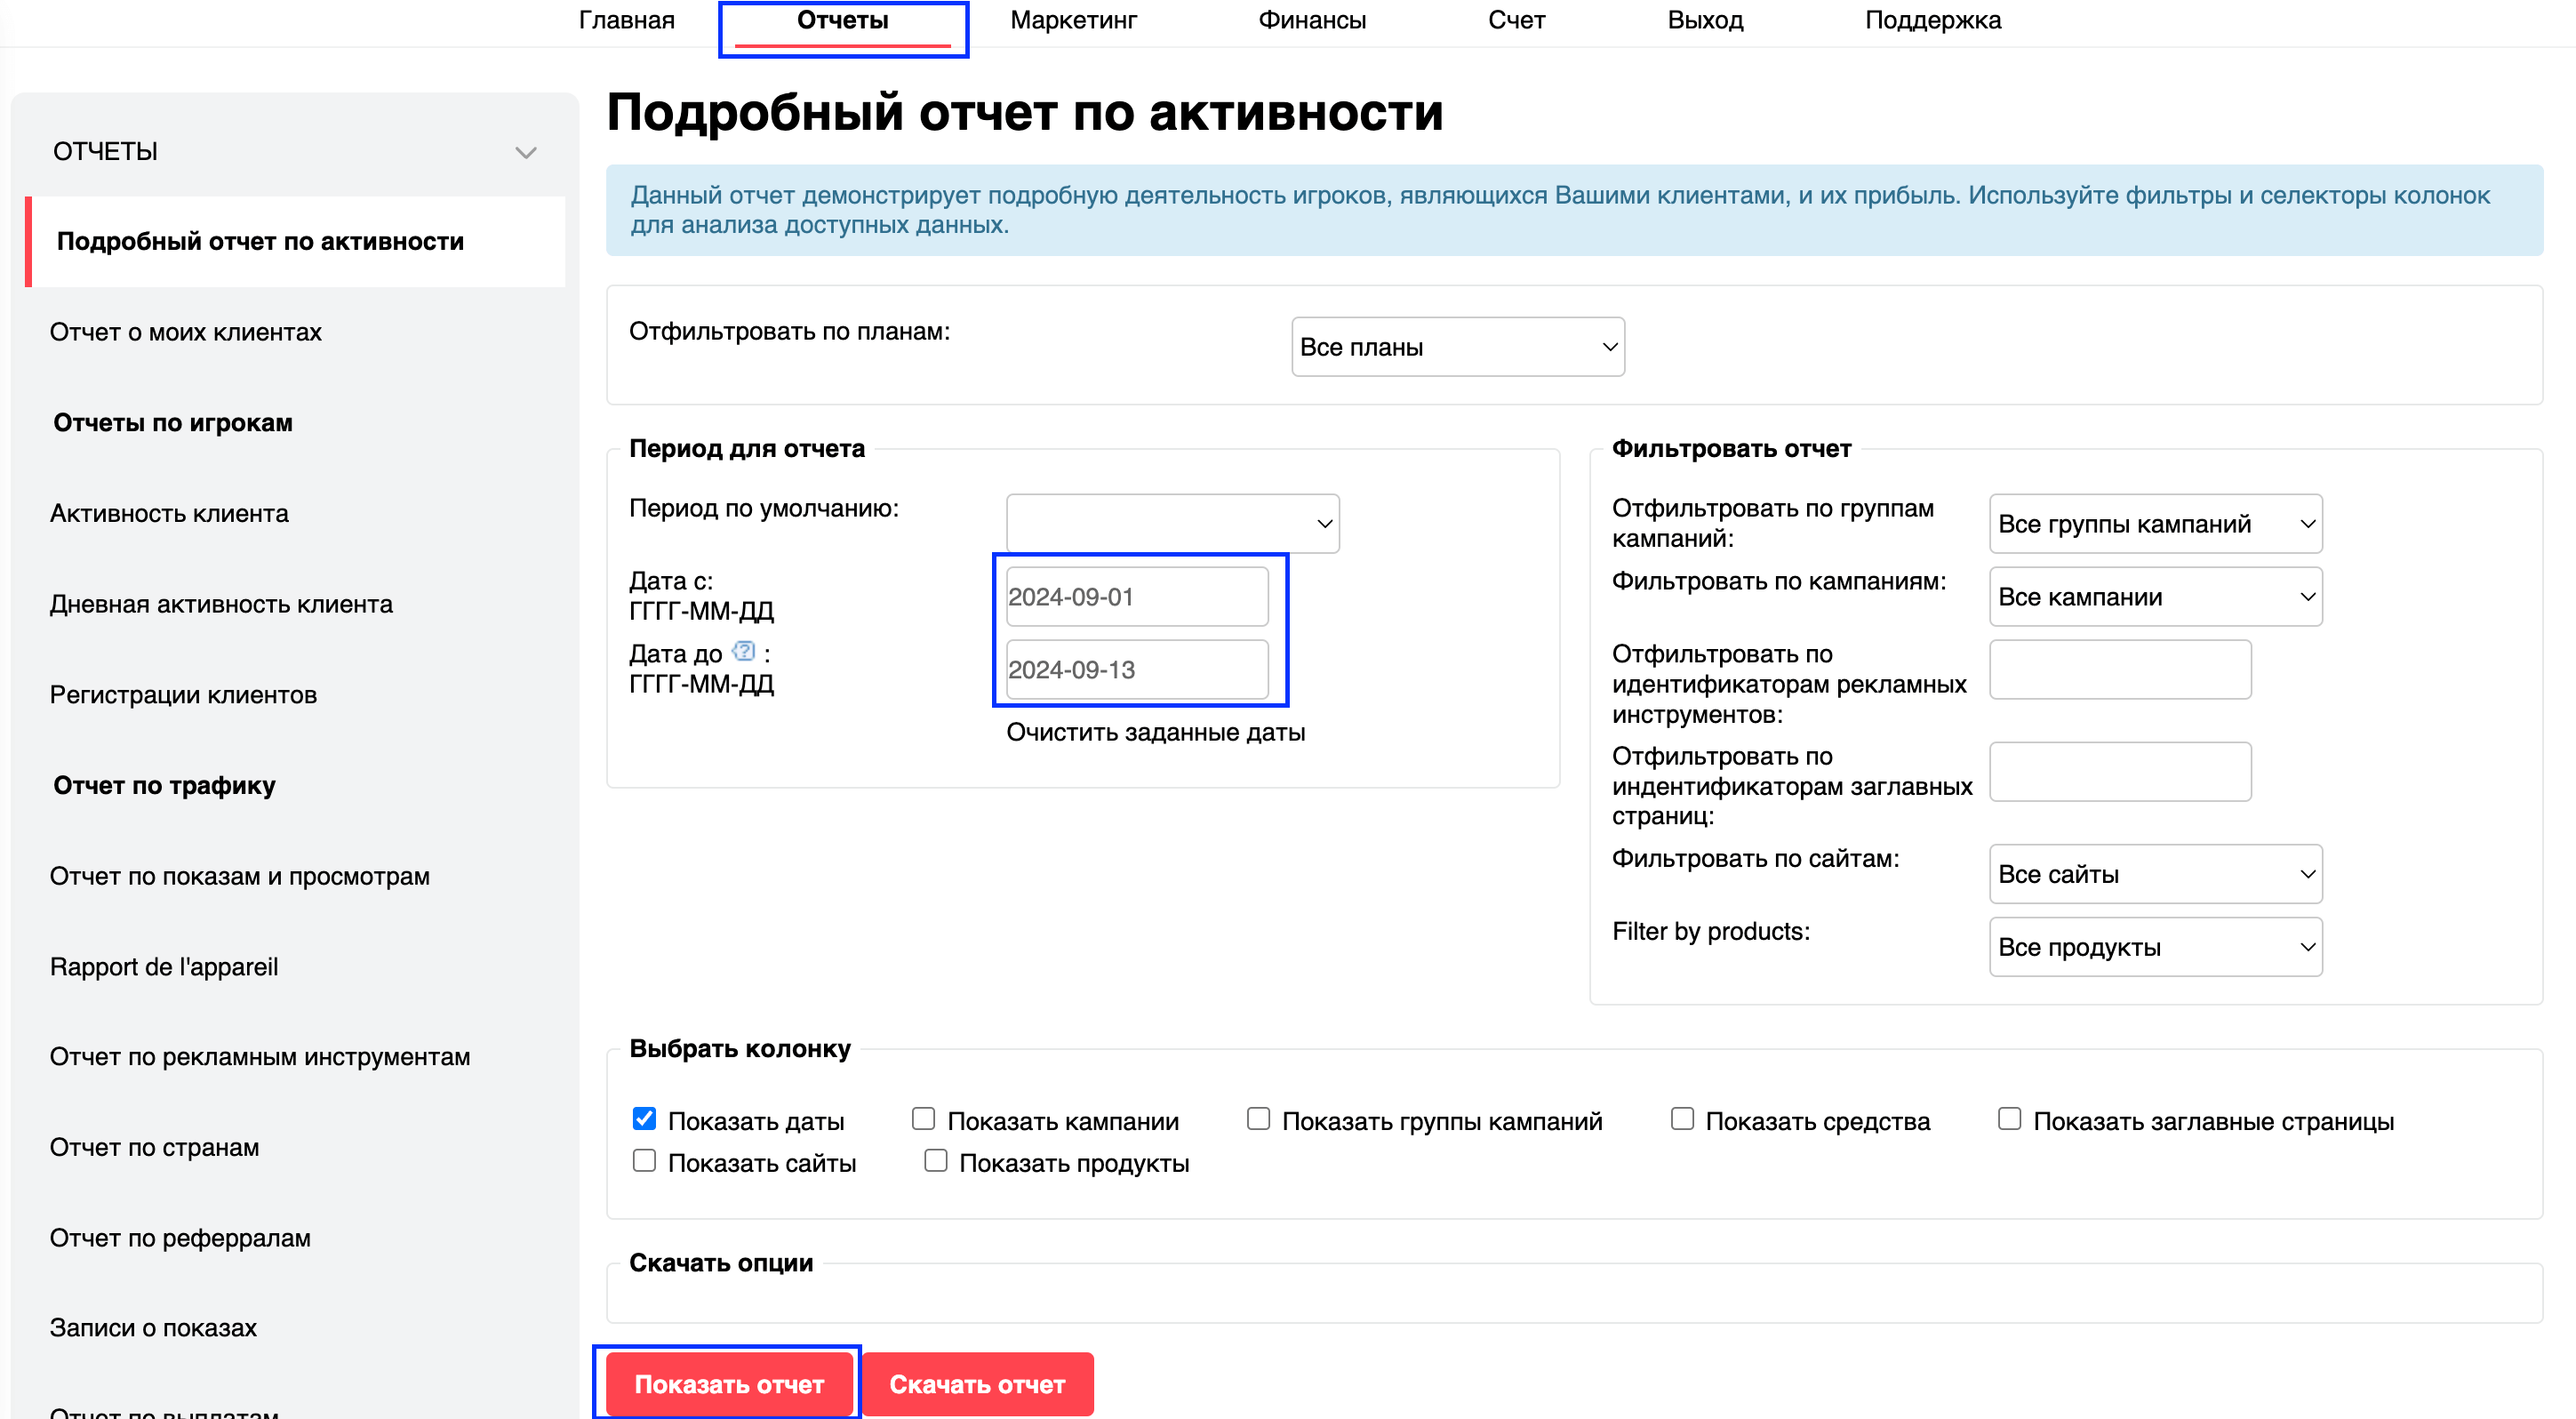 Главная
Отчеты
Маркетинг
Финансы
Счет
Выход
Поддержка
ОТЧЕТЫ
Подробный отчет по активности
Отчет о моих клиентах
Отчеты по игрокам
Активность клиента
Дневная активность клиента
Регистрации клиентов
Отчет по трафику
Отчет по показам и просмотрам
Rapport de l'appareil
Отчет по рекламным инструментам
Отчет по странам
Отчет по реферралам
Записи о показах
Отчет по выплатам
Подробный отчет по активности
Данный отчет демонстрирует подробную деятельность игроков, являющихся Вашими клиентами, и их прибыль. Используйте фильтры и селекторы колонок
для анализа доступных данных.
Отфильтровать по планам:
Все планы
Период для отчета
Период по умолчанию:
Дата с:
ГГГГ-ММ-ДД
2024-09-01
Дата до ? :
ГГГГ-ММ-ДД
2024-09-13
Очистить заданные даты
Фильтровать отчет
Отфильтровать по группам
кампаний:
Все группы кампаний
Фильтровать по кампаниям:
Все кампании
Отфильтровать по
идентификаторам рекламных
инструментов:
Отфильтровать по
индентификаторам заглавных
страниц:
Фильтровать по сайтам:
Все сайты
Filter by products:
Все продукты
Выбрать колонку
Показать даты
Показать кампании
Показать группы кампаний
Показать средства
Показать заглавные страницы
Показать сайты
Показать продукты
Скачать опции
Показать отчет
Скачать отчет